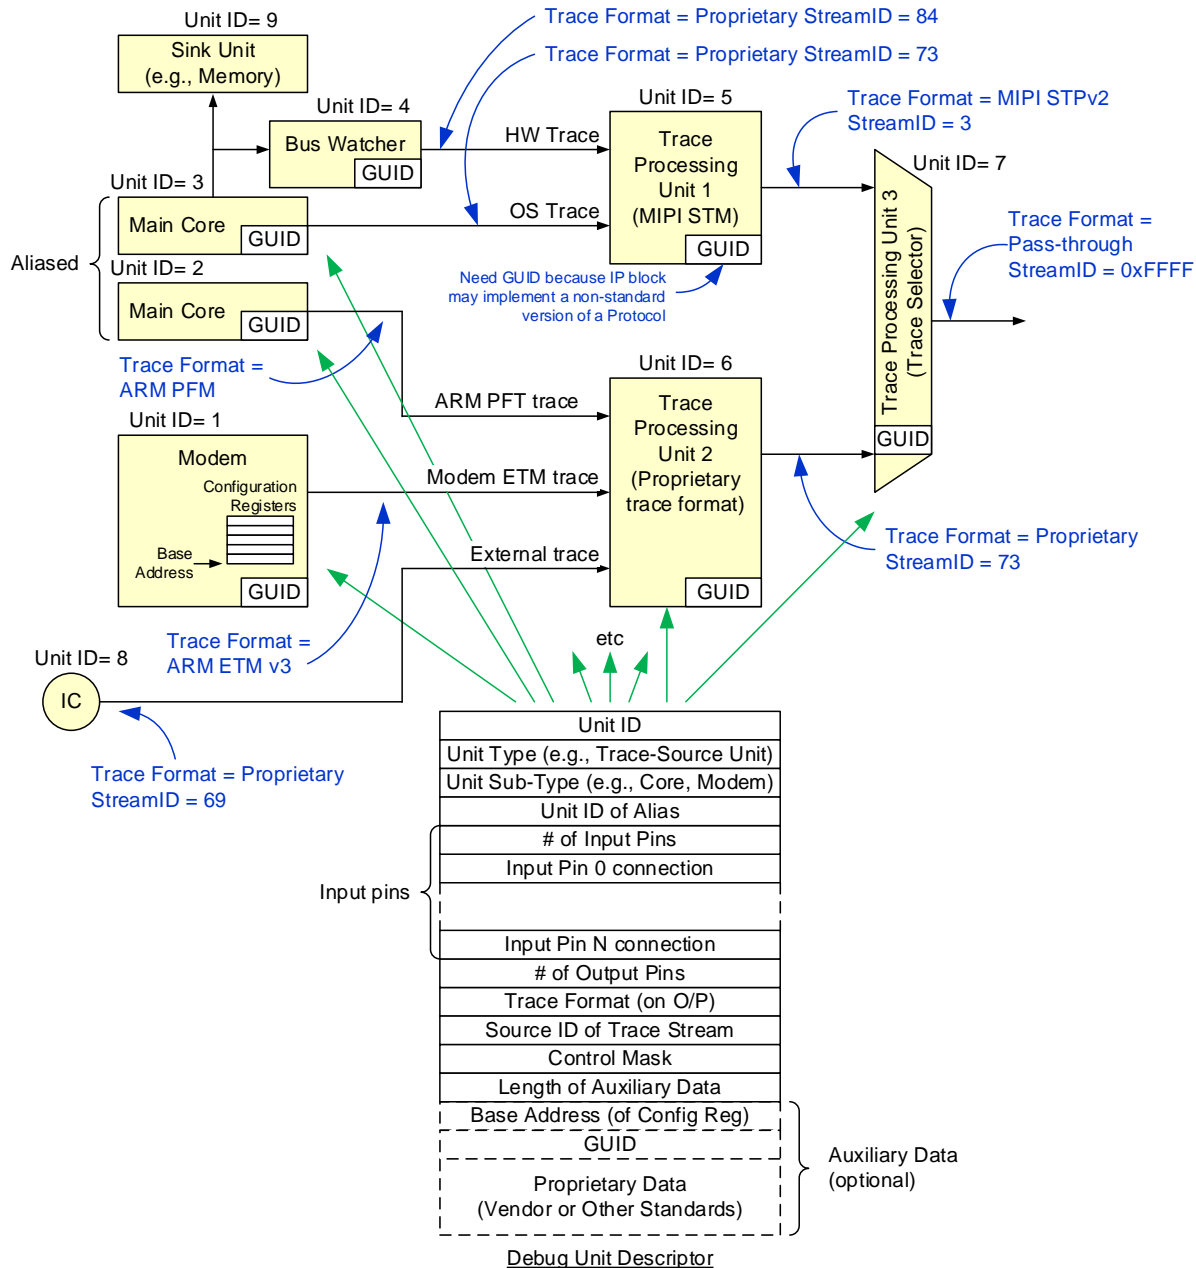 Unit ID= 9
Sink Unit
(e.g., Memory)
Trace Format = Proprietary StreamID = 84
Trace Format = Proprietary StreamID = 73
Unit ID= 4
Bus Watcher
GUID
HW Trace
Unit ID= 5
Trace
Processing
Unit 1
(MIPI STM)
GUID
Trace Format = MIPI STPv2
StreamID = 3
Unit ID= 7
Trace Processing Unit 3
(Trace Selector)
GUID
Trace Format =
Pass-through
StreamID = 0xFFFF
Unit ID= 3
Main Core
GUID
OS Trace
Aliased
Unit ID= 2
Main Core
GUID
Need GUID because IP block
may implement a non-standard
version of a Protocol
Trace Format =
ARM PFM
Unit ID= 6
Trace
Processing
Unit 2
(Proprietary
trace format)
GUID
ARM PFT trace
Unit ID= 1
Modem
Configuration
Registers
Base
Address
GUID
Modem ETM trace
External trace
Trace Format = Proprietary
StreamID = 73
Trace Format =
ARM ETM v3
Unit ID= 8
IC
Trace Format = Proprietary
StreamID = 69
etc
Unit ID
Unit Type (e.g., Trace-Source Unit)
Unit Sub-Type (e.g., Core, Modem)
Unit ID of Alias
# of Input Pins
Input Pin 0 connection
Input pins
Input Pin N connection
# of Output Pins
Trace Format (on O/P)
Source ID of Trace Stream
Control Mask
Length of Auxiliary Data
Base Address (of Config Reg)
GUID
Proprietary Data
(Vendor or Other Standards)
Auxiliary Data
(optional)
Debug Unit Descriptor